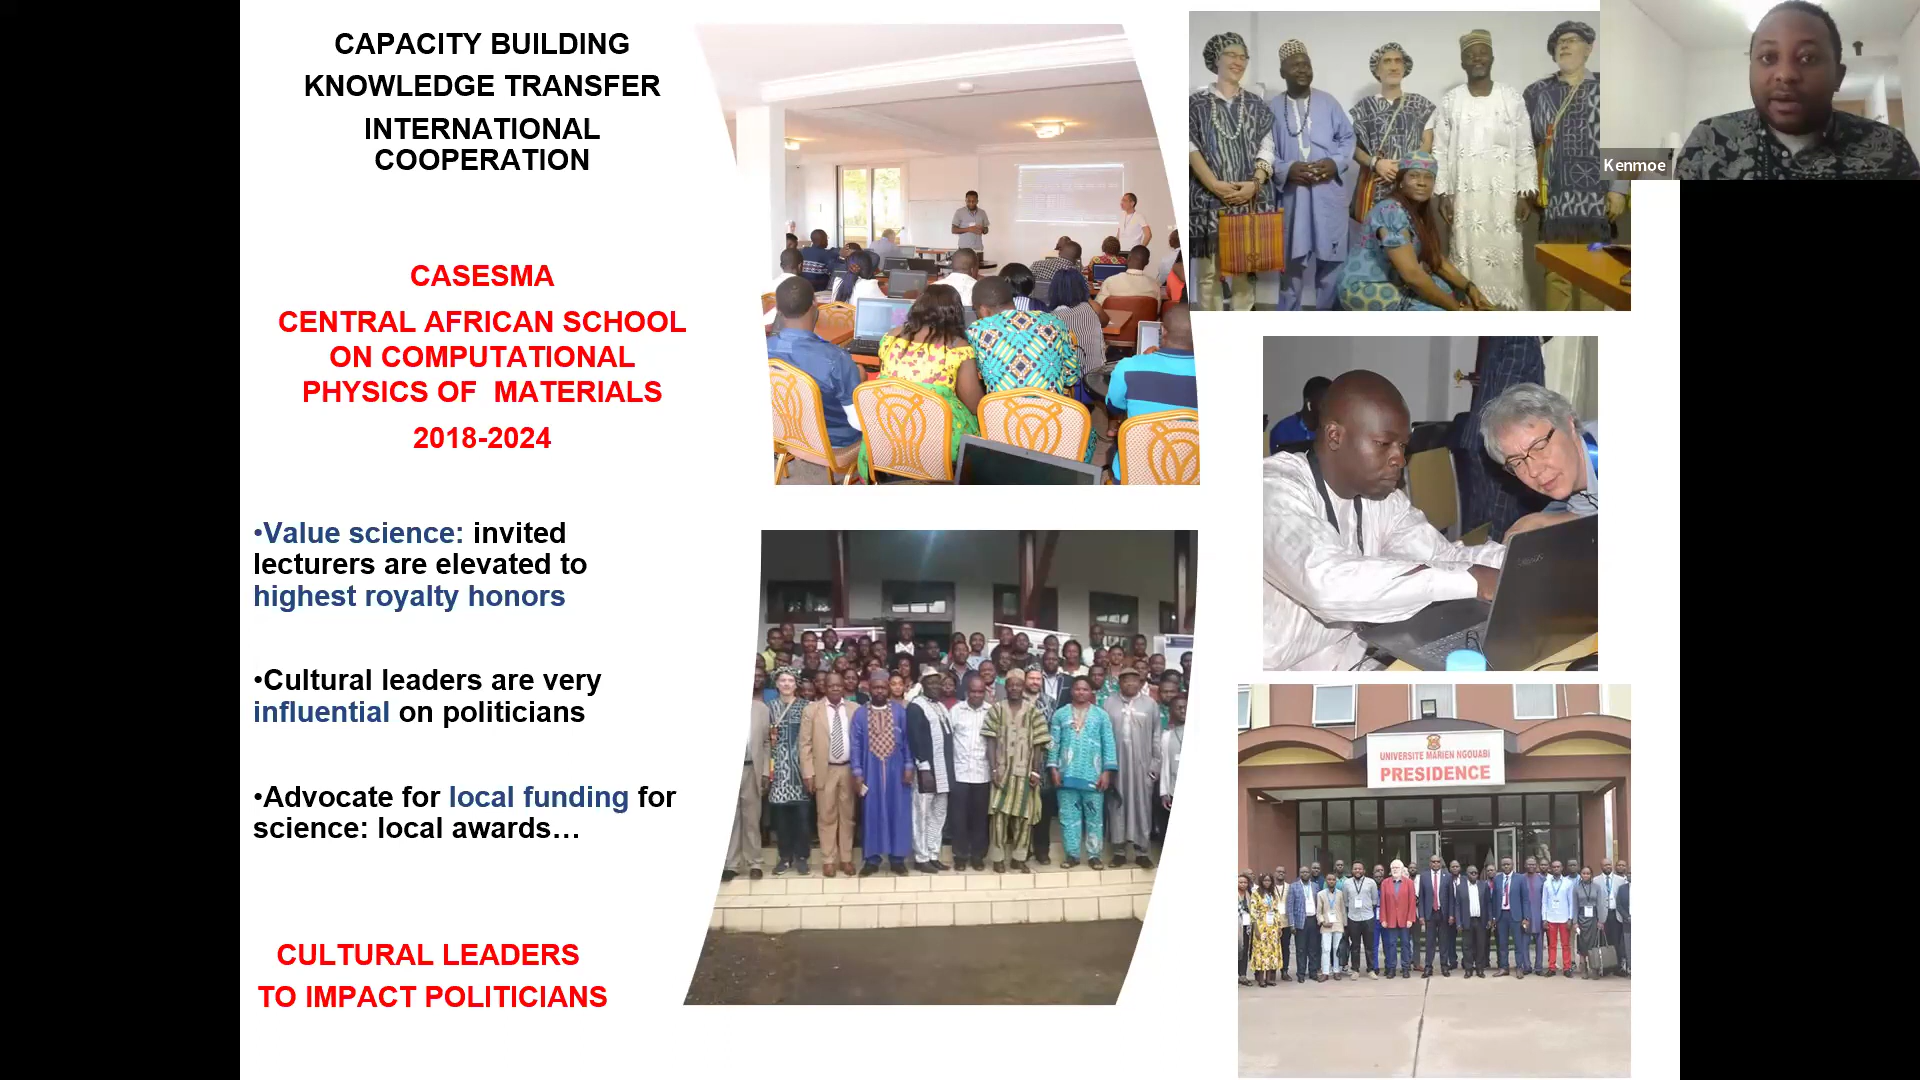 CAPACITY BUILDING
KNOWLEDGE TRANSFER
INTERNATIONAL
COOPERATION
CASESMA
CENTRAL AFRICAN SCHOOL
ON COMPUTATIONAL
PHYSICS OF MATERIALS
2018-2024
•Value science: invited
lecturers are elevated to
highest royalty honors
•Cultural leaders are very
influential on politicians
•Advocate for local funding for
science: local awards…
CULTURAL LEADERS
TO IMPACT POLITICIANS
Kenmoe
UNIVERSITE MARIEN NGOUABI
PRESIDENCE